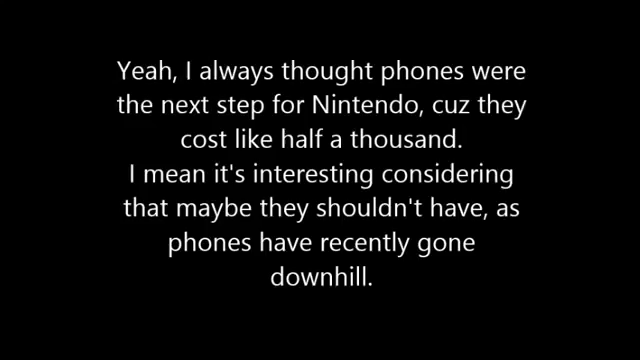 Yeah, I always thought phones were
the next step for Nintendo, cuz they
cost like half a thousand.
I mean it's interesting considering
that maybe they shouldn't have, as
phones have recently gone
downhill.